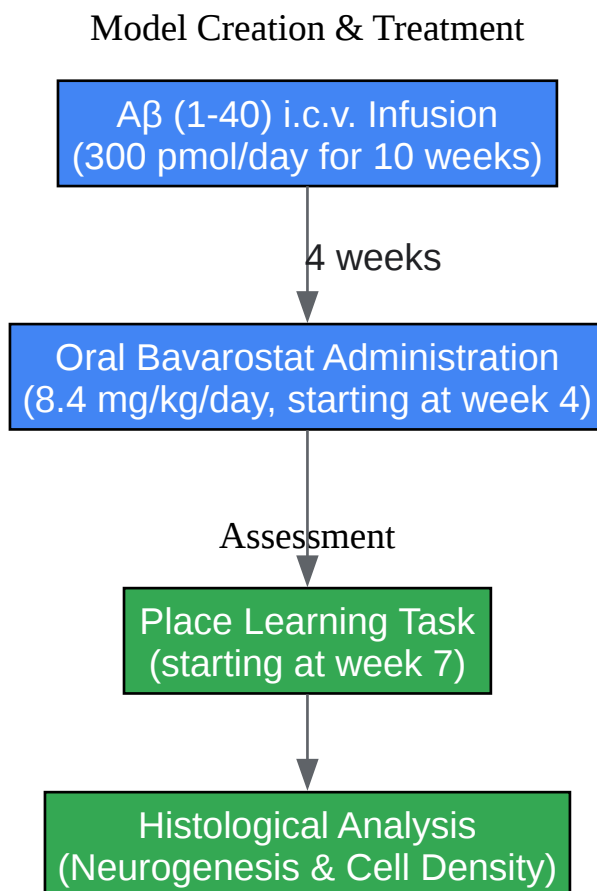 Model Creation & Treatment
Aβ (1-40) i.c.v. Infusion
(300 pmol/day for 10 weeks)
4 weeks
Oral Bavarostat Administration
(8.4 mg/kg/day, starting at week 4)
Assessment
Place Learning Task
(starting at week 7)
Histological Analysis
(Neurogenesis & Cell Density)